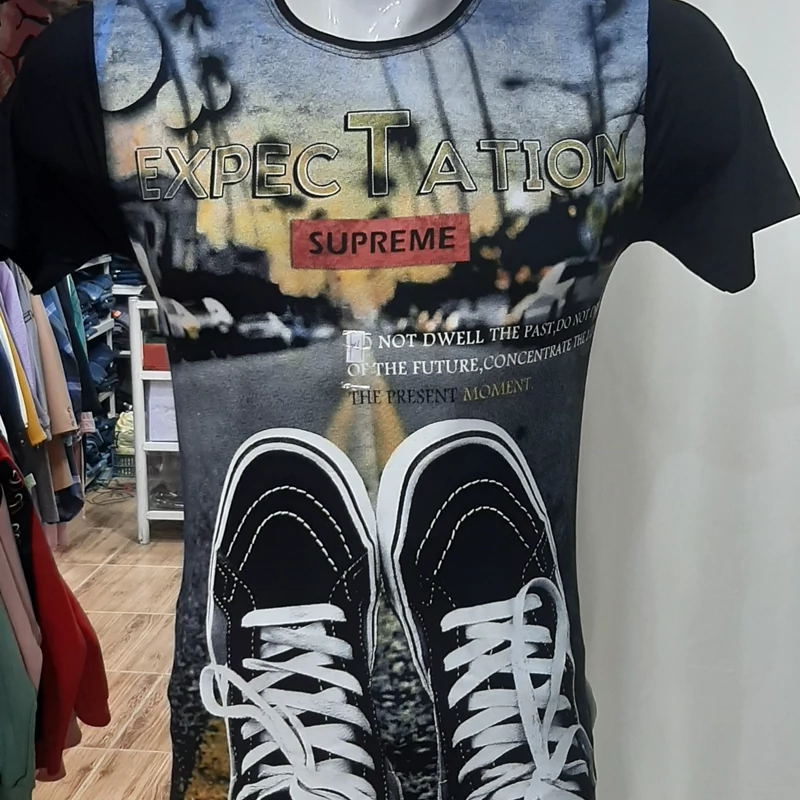 EXPECTATION
SUPREME
NOT DWELL THE PAST,DO NOT
OF THE FUTURE,CONCENTRATE THE
THE PRESENT MOMENT.